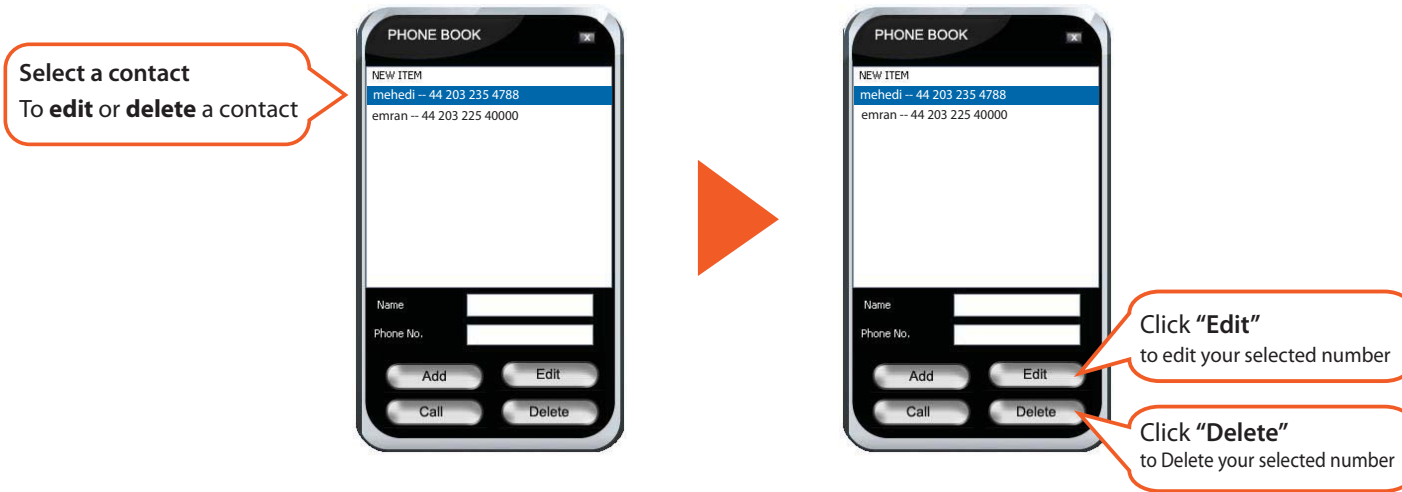 Select a contact
To edit or delete a contact
PHONE BOOK
x
NEW ITEM
mehedi -- 44 203 235 4788
emran -- 44 203 225 40000
Name
Phone No.
Add
Edit
Call
Delete
PHONE BOOK
x
NEW ITEM
mehedi -- 44 203 235 4788
emran -- 44 203 225 40000
Name
Phone No.
Add
Edit
Call
Delete
Click “Edit”
to edit your selected number
Click “Delete”
to Delete your selected number